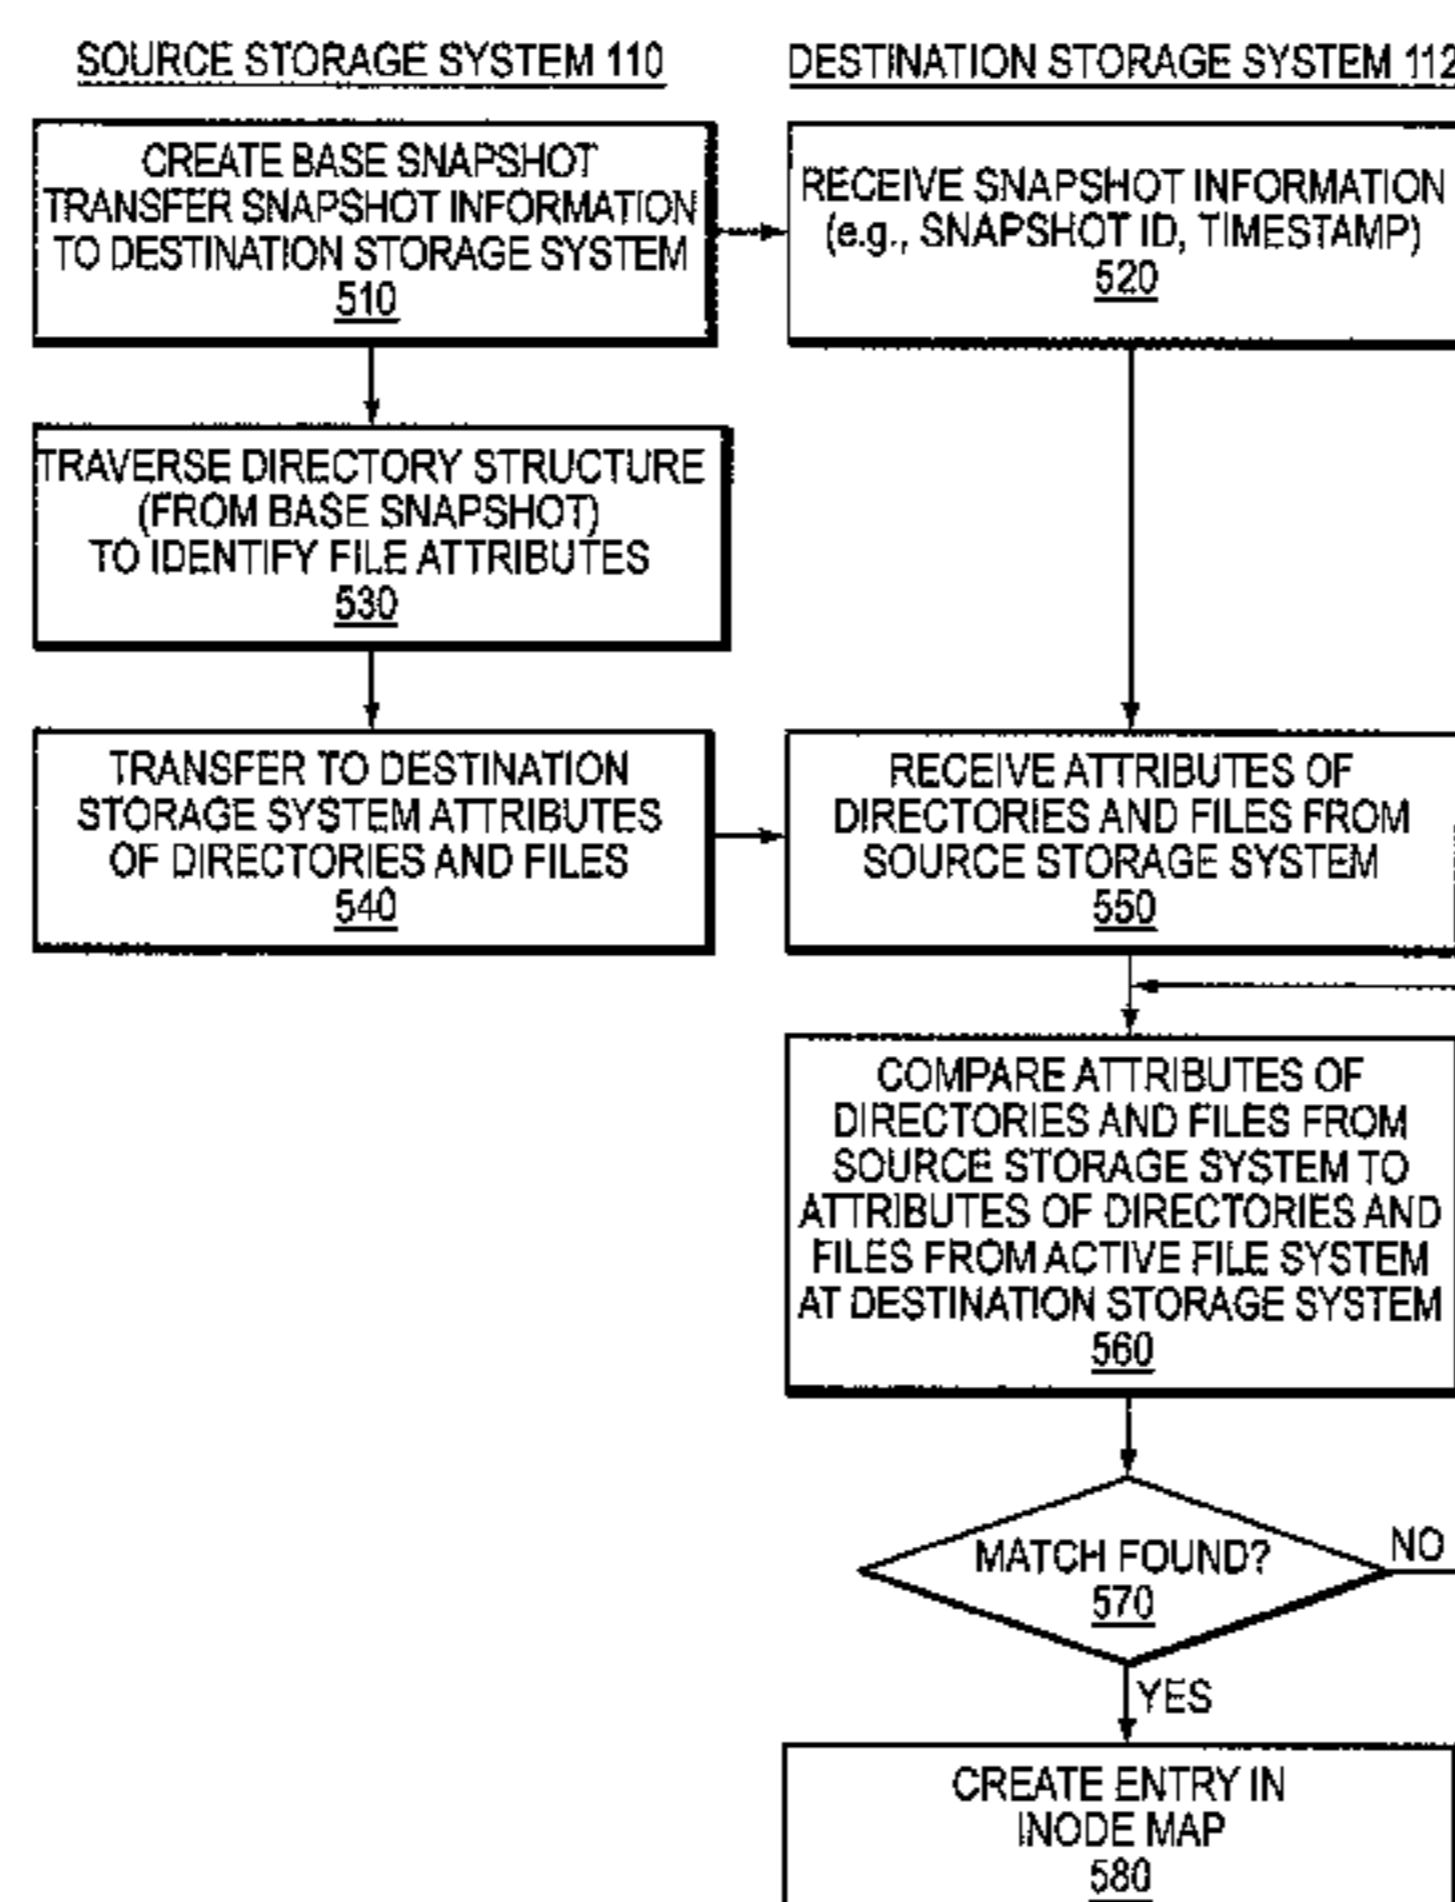 SOURCE STORAGE SYSTEM 110
DESTINATION STORAGE SYSTEM 112
CREATE BASE SNAPSHOT
TRANSFER SNAPSHOT INFORMATION
TO DESTINATION STORAGE SYSTEM
510
RECEIVE SNAPSHOT INFORMATION
(e.g., SNAPSHOT ID, TIMESTAMP)
520
TRAVERSE DIRECTORY STRUCTURE
(FROM BASE SNAPSHOT)
TO IDENTIFY FILE ATTRIBUTES
530
TRANSFER TO DESTINATION
STORAGE SYSTEM ATTRIBUTES
OF DIRECTORIES AND FILES
540
RECEIVE ATTRIBUTES OF
DIRECTORIES AND FILES FROM
SOURCE STORAGE SYSTEM
550
COMPARE ATTRIBUTES OF
DIRECTORIES AND FILES FROM
SOURCE STORAGE SYSTEM TO
ATTRIBUTES OF DIRECTORIES AND
FILES FROM ACTIVE FILE SYSTEM
AT DESTINATION STORAGE SYSTEM
560
MATCH FOUND?
570
NO
YES
CREATE ENTRY IN
INODE MAP
580